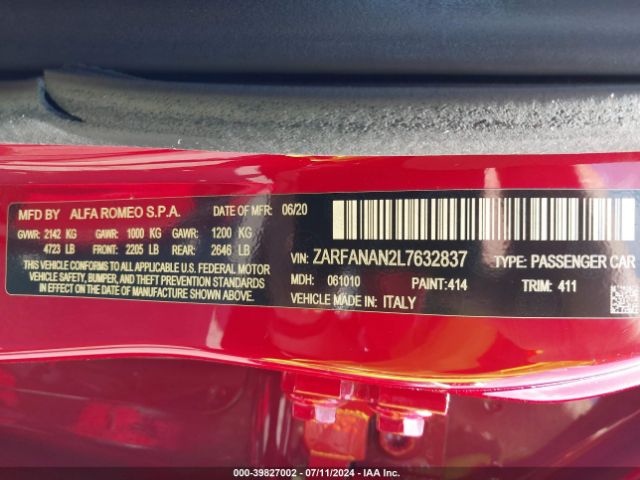 MFD BY ALFA ROMEO S.P.A. DATE OF MFR 06/20
GVWR: 2142 KG GAWR: 1000 KG GAWR: 1200 KG
4723 LB FRONT: 2205 LB REAR: 2646 LB
THIS VEHICLE CONFORMS TO ALL APPLICABLE U.S. FEDERAL MOTOR
VEHICLE SAFETY, BUMPER, AND THEFT PREVENTION STANDARDS
IN EFFECT ON THE DATE OF MANUFACTURE SHOWN ABOVE.
VIN: ZARFANAN2L7632837 TYPE: PASSENGER CAR
MDH: 061010 PAINT: 414 TRIM: 411
VEHICLE MADE IN: ITALY
000-39827002 - 07/11/2024 - IAA Inc.